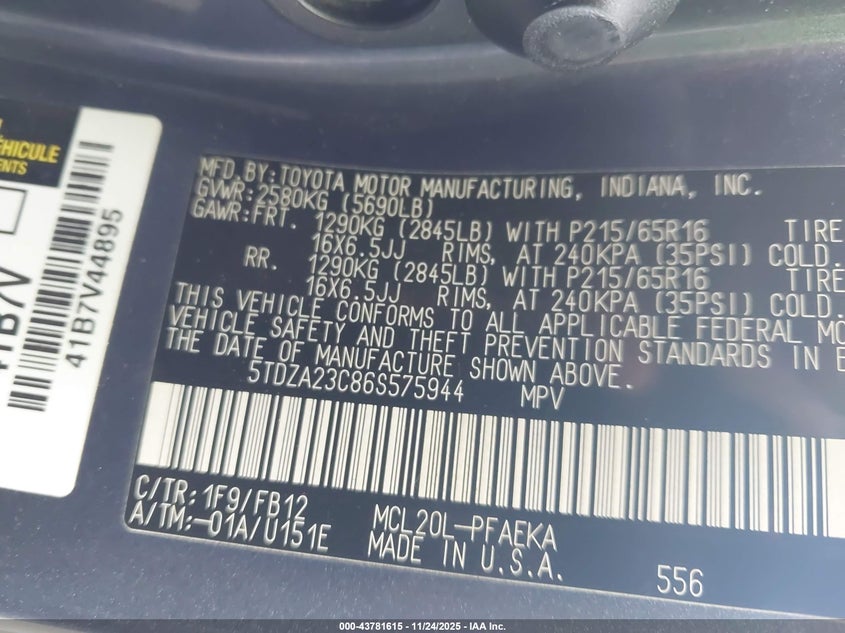 ÉHICULE
ENTS
41B7V44895
MFD.BY:TOYOTA MOTOR MANUFACTURING, INDIANA, INC.
GVWR:2580KG (5690LB)
GAWR:FRT. 1290KG (2845LB) WITH P215/65R16 TIRE
16X6.5JJ RIMS, AT 240KPA (35PSI) COLD.
RR. 1290KG (2845LB) WITH P215/65R16 TIRE
16X6.5JJ RIMS, AT 240KPA (35PSI) COLD.
THIS VEHICLE CONFORMS TO ALL APPLICABLE FEDERAL MO
VEHICLE SAFETY AND THEFT PREVENTION STANDARDS IN E
THE DATE OF MANUFACTURE SHOWN ABOVE.
5TDZA23C86S575944 MPV
C/TR:1F9/FB12 MCL20L-PFAEKA
A/TM:-01A/U151E MADE IN U.S.A. 556
000-43781615 - 11/24/2025 - IAA Inc.